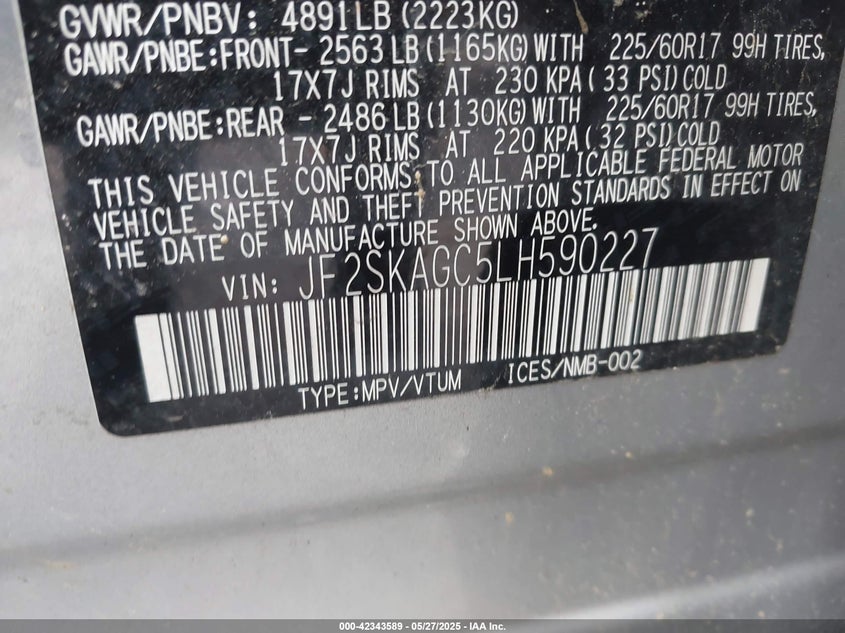 GVWR/PNBV: 4891LB(2223KG)
GAWR/PNBE:FRONT- 2563LB(1165KG)WITH 225/60R17 99H TIRES,
17X7J RIMS AT 230 KPA( 33 PSI)COLD
GAWR/PNBE:REAR - 2486LB(1130KG)WITH 225/60R17 99H TIRES,
17X7J RIMS AT 220 KPA( 32 PSI)COLD
THIS VEHICLE CONFORMS TO ALL APPLICABLE FEDERAL MOTOR
VEHICLE SAFETY AND THEFT PREVENTION STANDARDS IN EFFECT ON
THE DATE OF MANUFACTURE SHOWN ABOVE.
VIN: JF2SKAGC5LH590227
TYPE:MPV/VTUM ICES/NMB-002
000-42343589 - 05/27/2025 - IAA Inc.